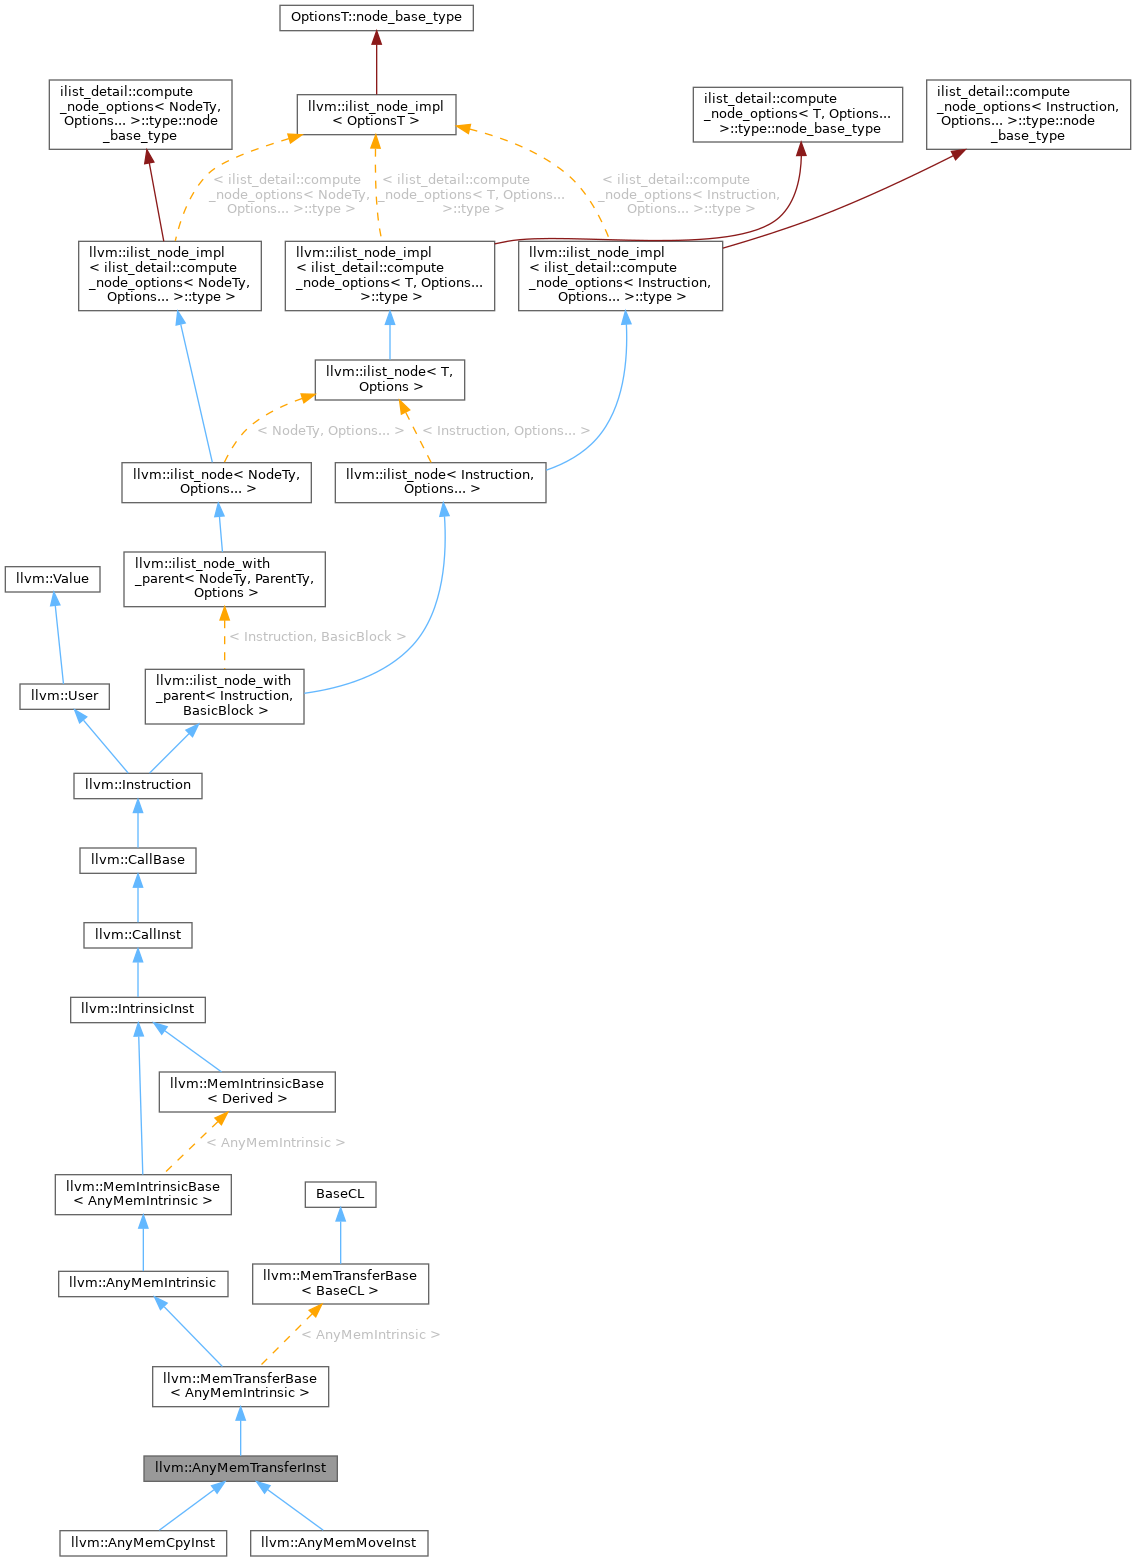 OptionsT::node_base_type
ilist_detail::compute
_node_options< NodeTy,
Options... >::type::node
_base_type
llvm::ilist_node_impl
< OptionsT >
ilist_detail::compute
_node_options< T, Options...
>::type::node_base_type
ilist_detail::compute
_node_options< Instruction,
Options... >::type::node
_base_type
< ilist_detail::compute
_node_options< NodeTy,
Options... >::type >
< ilist_detail::compute
_node_options< T, Options...
>::type >
< ilist_detail::compute
_node_options< Instruction,
Options... >::type >
llvm::ilist_node_impl
< ilist_detail::compute
_node_options< NodeTy,
Options... >::type >
llvm::ilist_node_impl
< ilist_detail::compute
_node_options< T, Options...
>::type >
llvm::ilist_node_impl
< ilist_detail::compute
_node_options< Instruction,
Options... >::type >
llvm::ilist_node< T,
Options >
< NodeTy, Options... >
< Instruction, Options... >
llvm::ilist_node< NodeTy,
Options... >
llvm::ilist_node< Instruction,
Options... >
llvm::ilist_node_with
_parent< NodeTy, ParentTy,
Options >
llvm::Value
< Instruction, BasicBlock >
llvm::User
llvm::ilist_node_with
_parent< Instruction,
BasicBlock >
llvm::Instruction
llvm::CallBase
llvm::CallInst
llvm::IntrinsicInst
llvm::MemIntrinsicBase
< Derived >
< AnyMemIntrinsic >
llvm::MemIntrinsicBase
< AnyMemIntrinsic >
BaseCL
llvm::AnyMemIntrinsic
llvm::MemTransferBase
< BaseCL >
< AnyMemIntrinsic >
llvm::MemTransferBase
< AnyMemIntrinsic >
llvm::AnyMemTransferInst
llvm::AnyMemCpyInst
llvm::AnyMemMoveInst